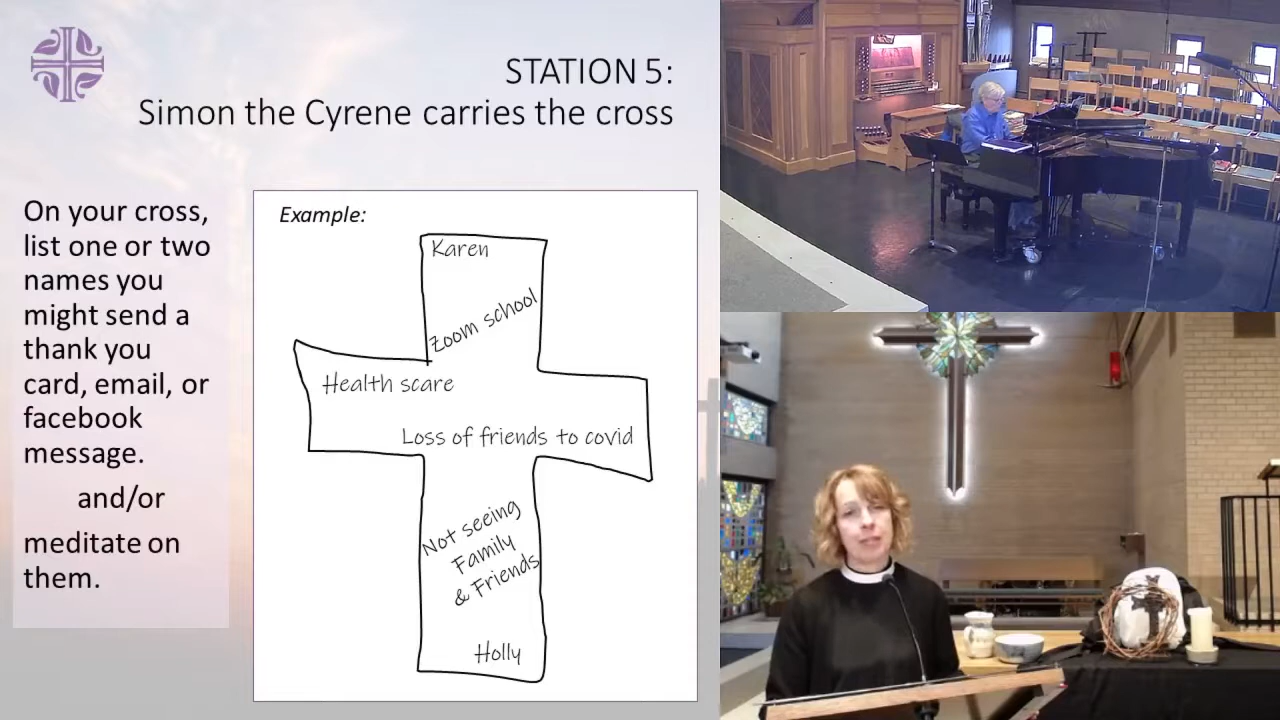 STATION 5:
Simon the Cyrene carries the cross
On your cross,
list one or two
names you
might send a
thank you
card, email, or
facebook
message.
and/or
meditate on
them.
Example:
Karen
Zoom school
Health scare
Loss of friends to covid
Not seeing
Family
& Friends
Holly